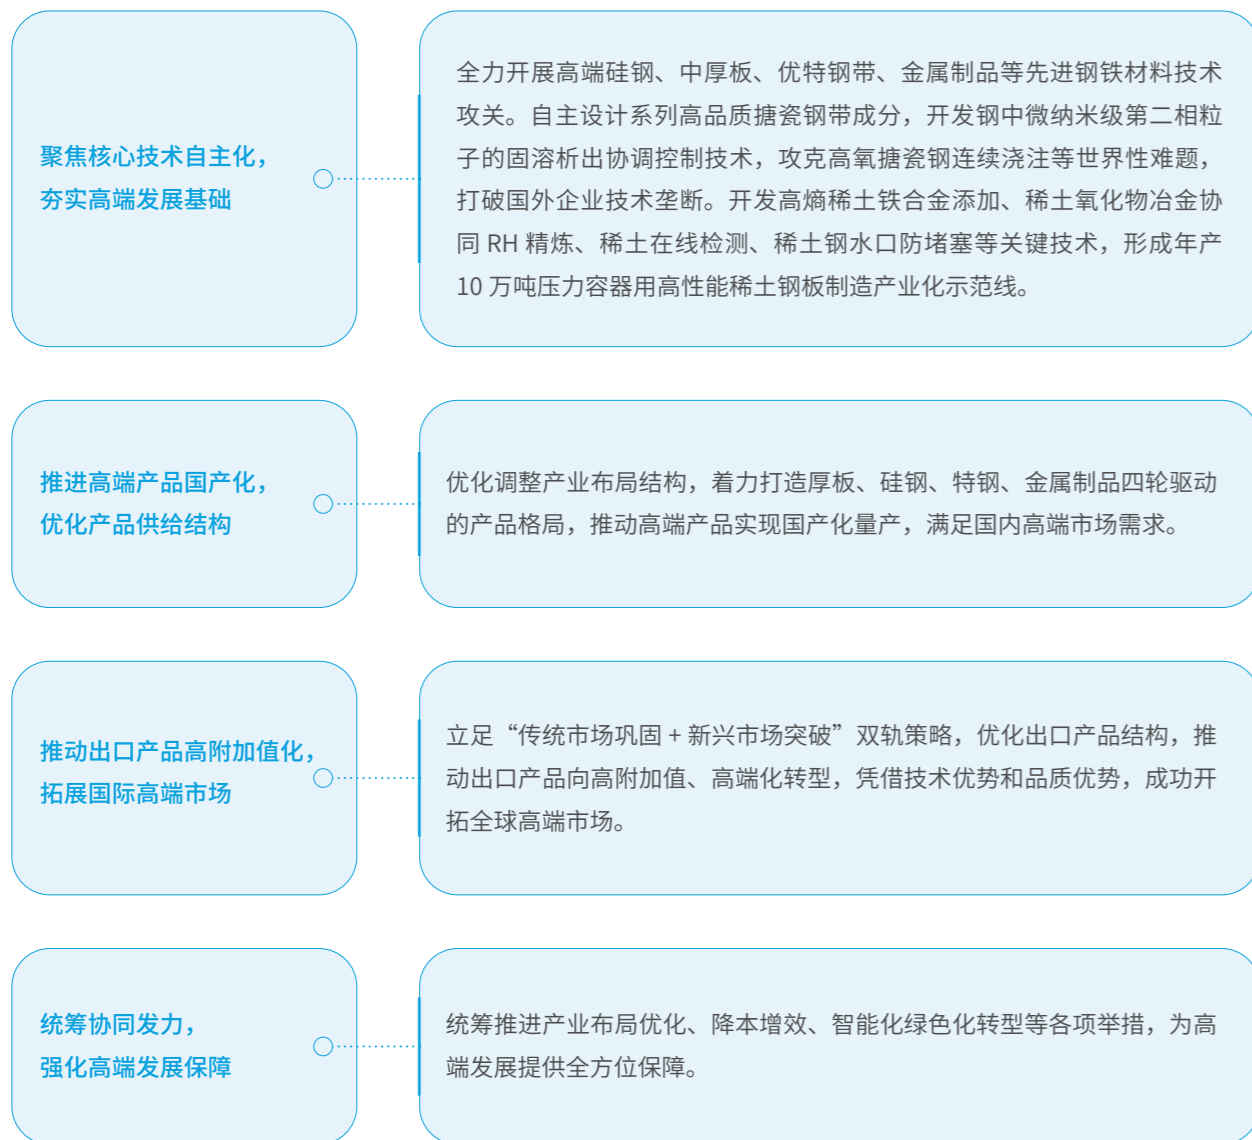 聚焦核心技术自主化，
夯实高端发展基础
全力开展高端硅钢、中厚板、优特钢带、金属制品等先进钢铁材料技术
攻关。自主设计系列高品质搪瓷钢带成分，开发钢中微纳米级第二相粒
子的固溶析出协调控制技术，攻克高氧搪瓷钢连续浇注等世界性难题，
打破国外企业技术垄断。开发高熵稀土铁合金添加、稀土氧化物冶金协
同 RH 精炼、稀土在线检测、稀土钢水口防堵塞等关键技术，形成年产
10 万吨压力容器用高性能稀土钢板制造产业化示范线。
推进高端产品国产化，
优化产品供给结构
优化调整产业布局结构，着力打造厚板、硅钢、特钢、金属制品四轮驱动
的产品格局，推动高端产品实现国产化量产，满足国内高端市场需求。
推动出口产品高附加值化，
拓展国际高端市场
立足“传统市场巩固 + 新兴市场突破”双轨策略，优化出口产品结构，推
动出口产品向高附加值、高端化转型，凭借技术优势和品质优势，成功开
拓全球高端市场。
统筹协同发力，
强化高端发展保障
统筹推进产业布局优化、降本增效、智能化绿色化转型等各项举措，为高
端发展提供全方位保障。